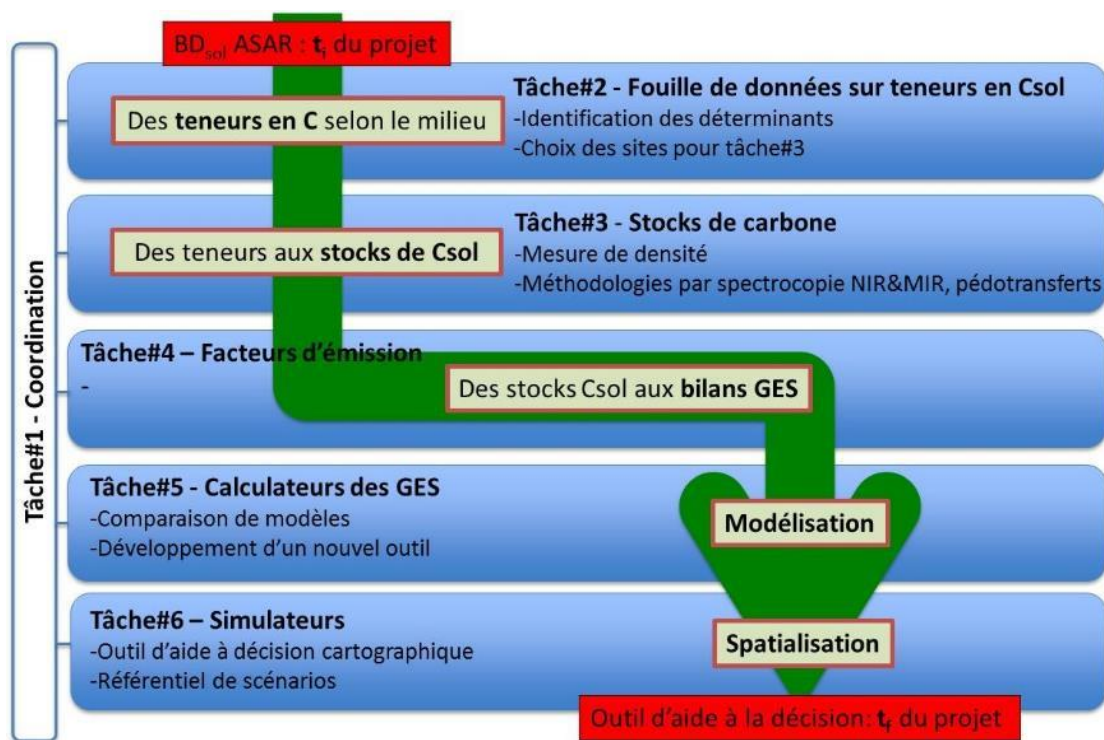 BDsol ASAR : ti du projet
Tâche#1 - Coordination
Tâche#2 - Fouille de données sur teneurs en Csol
Des teneurs en C selon le milieu
-Identification des déterminants
-Choix des sites pour tâche#3
Tâche#3 - Stocks de carbone
Des teneurs aux stocks de Csol
-Mesure de densité
-Méthodologies par spectrocopie NIR&MIR, pédotransferts
Tâche#4 – Facteurs d'émission
-
Des stocks Csol aux bilans GES
Tâche#5 - Calculateurs des GES
-Comparaison de modèles
-Développement d'un nouvel outil
Modélisation
Tâche#6 – Simulateurs
-Outil d'aide à décision cartographique
-Référentiel de scénarios
Spatialisation
Outil d'aide à la décision: tf du projet